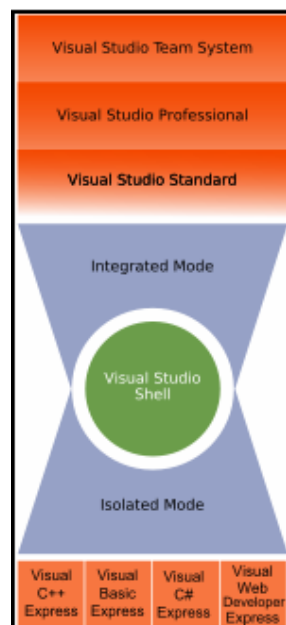 Visual Studio Team System
Visual Studio Professional
Visual Studio Standard
Integrated Mode
Visual Studio
Shell
Isolated Mode
Visual
C++
Express
Visual
Basic
Express
Visual
C#
Express
Visual
Web
Developer
Express